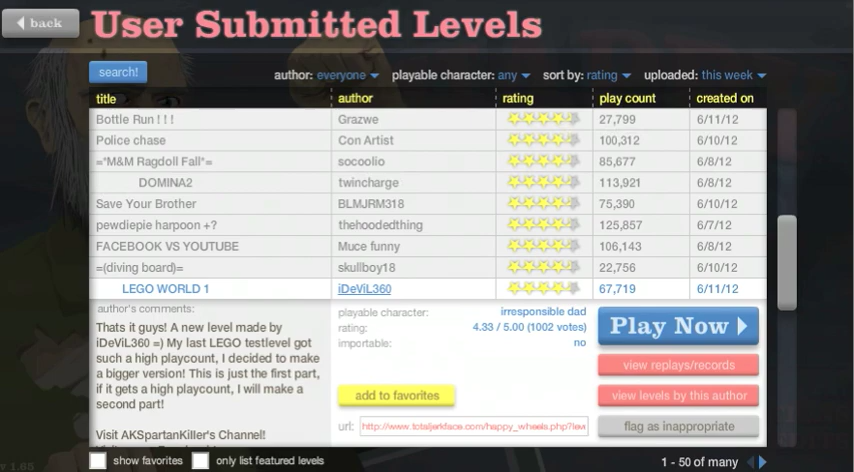 back
User Submitted Levels
search!
author: everyone playable character: any sort by: rating uploaded: this week
title author rating play count created on
Bottle Run ! ! ! Grazwe 27,799 6/11/12
Police chase Con Artist 100,312 6/10/12
=*M&M Ragdoll Fall*= socoolio 85,677 6/8/12
DOMINA2 twincharge 113,921 6/8/12
Save Your Brother BLMJRM318 75,390 6/10/12
pewdiepie harpoon +? thehoodedthing 125,857 6/7/12
FACEBOOK VS YOUTUBE Muce funny 106,143 6/8/12
=(diving board)= skullboy18 22,756 6/10/12
LEGO WORLD 1 iDeViL360 67,719 6/11/12
author's comments:
Thats it guys! A new level made by
iDeViL360 =) My last LEGO testlevel got
such a high playcount, I decided to make
a bigger version! This is just the first part,
if it gets a high playcount, I will make a
second part!
Visit AKSpartanKiller's Channel!
playable character: irresponsible dad
rating: 4.33 / 5.00 (1002 votes)
importable: no
add to favorites
url: http://www.totaljerkface.com/happy_wheels.php?lev
Play Now
view replays/records
view levels by this author
flag as inappropriate
show favorites only list featured levels 1 - 50 of many
v 1.65